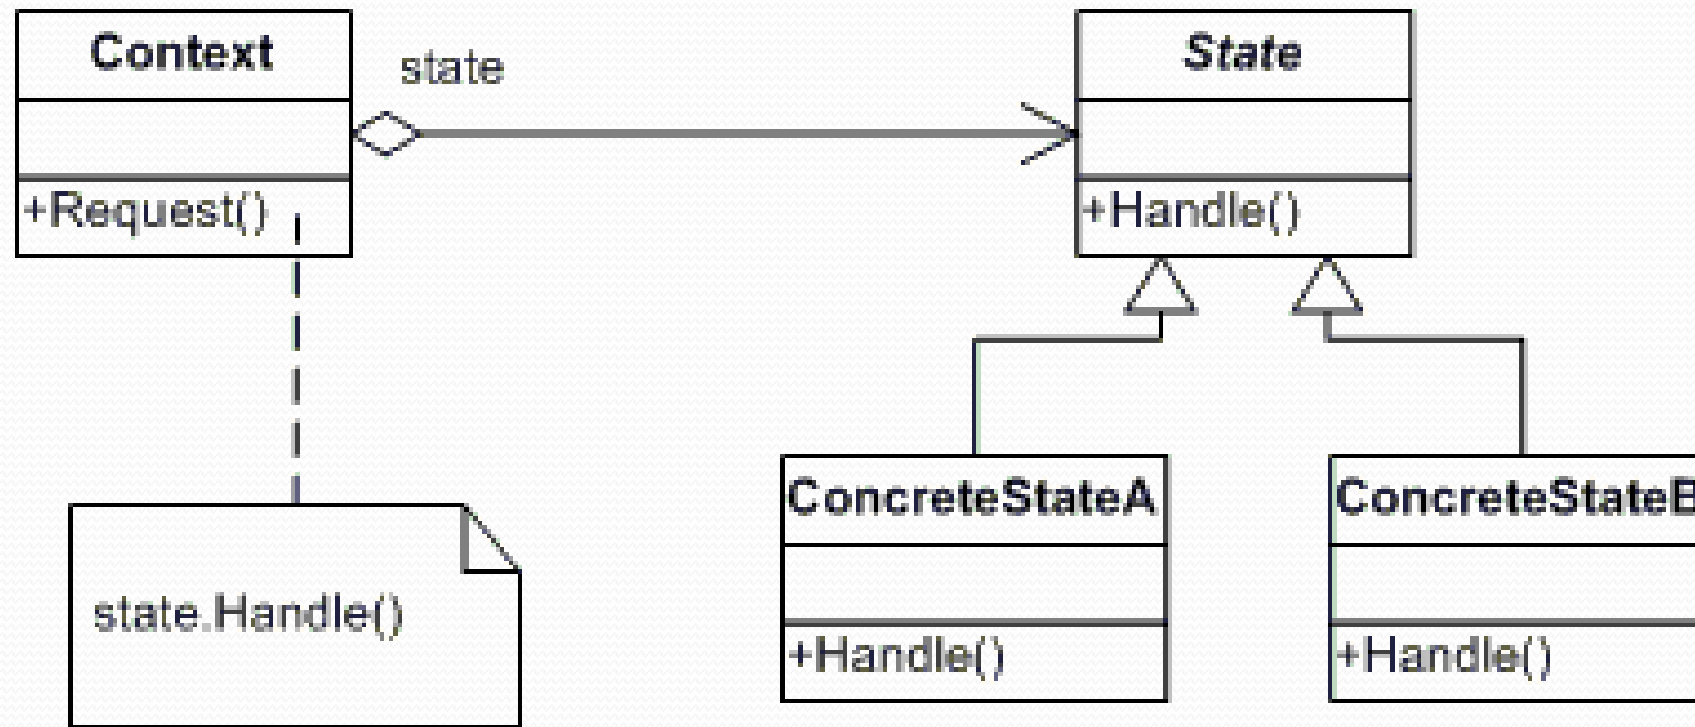 Context
state
State
+Request()
+Handle()
ConcreteStateA
ConcreteStateB
state.Handle()
+Handle()
+Handle()